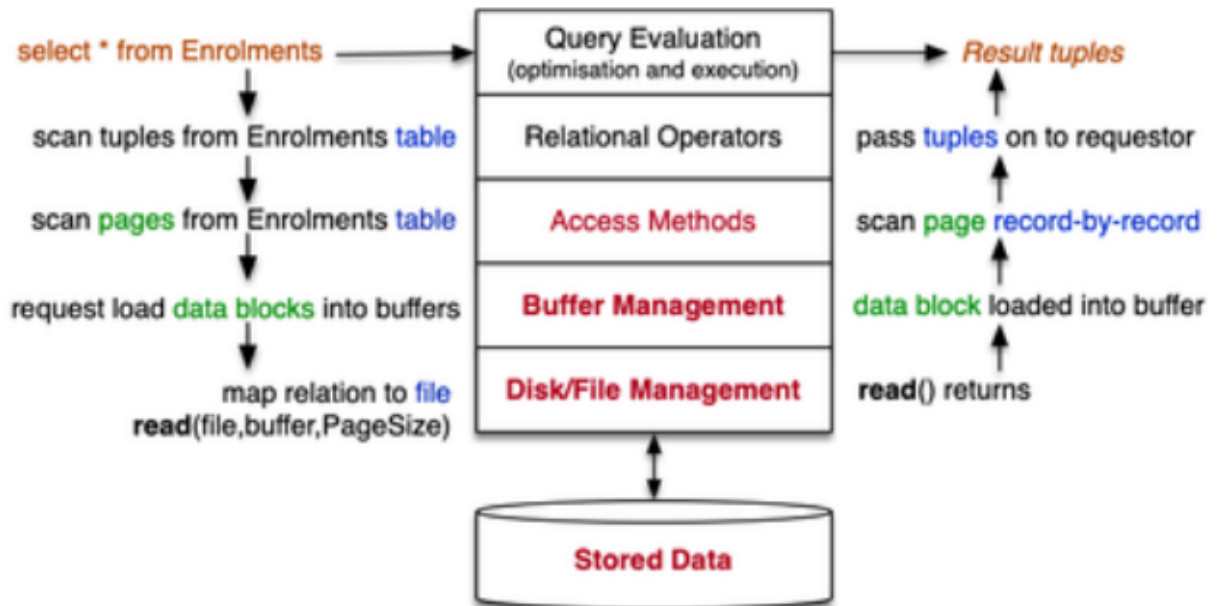 select * from Enrolments
Query Evaluation
(optimisation and execution)
Result tuples
scan tuples from Enrolments table
Relational Operators
pass tuples on to requestor
scan pages from Enrolments table
Access Methods
scan page record-by-record
request load data blocks into buffers
Buffer Management
data block loaded into buffer
map relation to file
read(file,buffer,PageSize)
Disk/File Management
read() returns
Stored Data